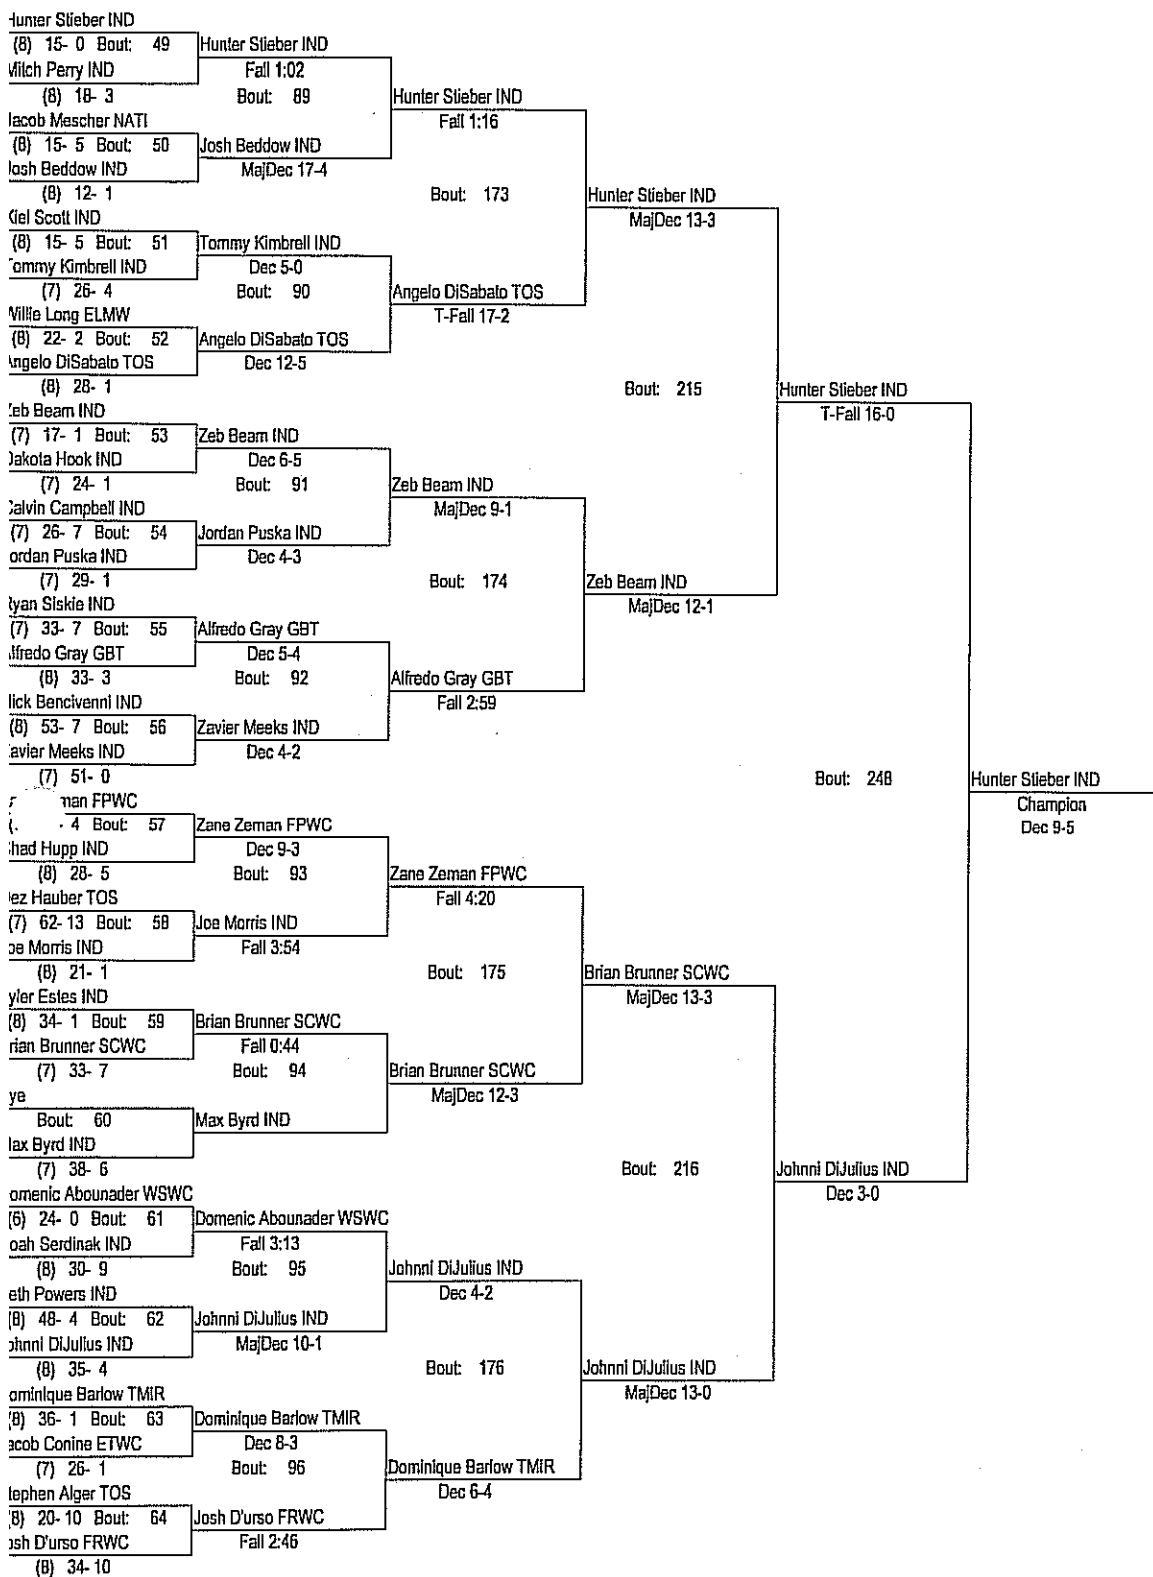 Hunter Stieber IND
(8) 15- 0 Bout: 49
Mitch Perry IND
(8) 18- 3
Jacob Mescher NATI
(8) 15- 5 Bout: 50
Josh Beddow IND
(8) 12- 1
Kiel Scott IND
(8) 15- 5 Bout: 51
Tommy Kimbrell IND
(7) 26- 4
Willie Long ELMW
(8) 22- 2 Bout: 52
Angelo DiSabato TOS
(8) 28- 1
Zeb Beam IND
(7) 17- 1 Bout: 53
Dakota Hook IND
(7) 24- 1
Calvin Campbell IND
(7) 26- 7 Bout: 54
Jordan Puska IND
(7) 29- 1
Ryan Siskie IND
(7) 33- 7 Bout: 55
Alfredo Gray GBT
(8) 33- 3
Nick Bencivenni IND
(8) 53- 7 Bout: 56
Zavier Meeks IND
(7) 51- 0
man FPWC
4 Bout: 57
Chad Hupp IND
(8) 28- 5
Dez Hauber TOS
(7) 62- 13 Bout: 58
Joe Morris IND
(8) 21- 1
yler Estes IND
(8) 34- 1 Bout: 59
Brian Brunner SCWC
(7) 33- 7
ye
Bout: 60
Max Byrd IND
(7) 38- 6
Domenic Abounader WSWC
(6) 24- 0 Bout: 61
oah Serdinak IND
(8) 30- 9
eth Powers IND
(8) 48- 4 Bout: 62
Johnni DiJulius IND
(8) 35- 4
Dominique Barlow TMIR
(8) 36- 1 Bout: 63
acob Conine ETWC
(7) 26- 1
tephen Alger TOS
(8) 20- 10 Bout: 64
Josh D'urso FRWC
(8) 34- 10
Hunter Stieber IND
Fall 1:02
Bout: 89
Josh Beddow IND
MajDec 17-4
Tommy Kimbrell IND
Dec 5-0
Bout: 90
Angelo DiSabato TOS
Dec 12-5
Zeb Beam IND
Dec 6-5
Bout: 91
Jordan Puska IND
Dec 4-3
Alfredo Gray GBT
Dec 5-4
Bout: 92
Zavier Meeks IND
Dec 4-2
Zane Zeman FPWC
Dec 9-3
Bout: 93
Joe Morris IND
Fall 3:54
Brian Brunner SCWC
Fall 0:44
Bout: 94
Max Byrd IND
Domenic Abounader WSWC
Fall 3:13
Bout: 95
Johnni DiJulius IND
MajDec 10-1
Dominique Barlow TMIR
Dec 8-3
Bout: 96
Josh D'urso FRWC
Fall 2:46
Hunter Stieber IND
Fall 1:16
Bout: 173
Angelo DiSabato TOS
T-Fall 17-2
Zeb Beam IND
MajDec 9-1
Bout: 174
Alfredo Gray GBT
Fall 2:59
Zane Zeman FPWC
Fall 4:20
Bout: 175
Brian Brunner SCWC
MajDec 12-3
Johnni DiJulius IND
Dec 4-2
Bout: 176
Dominique Barlow TMIR
Dec 6-4
Hunter Stieber IND
MajDec 13-3
Bout: 215
Zeb Beam IND
MajDec 12-1
Brian Brunner SCWC
MajDec 13-3
Bout: 216
Johnni DiJulius IND
MajDec 13-0
Hunter Stieber IND
T-Fall 16-0
Bout: 248
Johnni DiJulius IND
Dec 3-0
Hunter Stieber IND
Champion
Dec 9-5